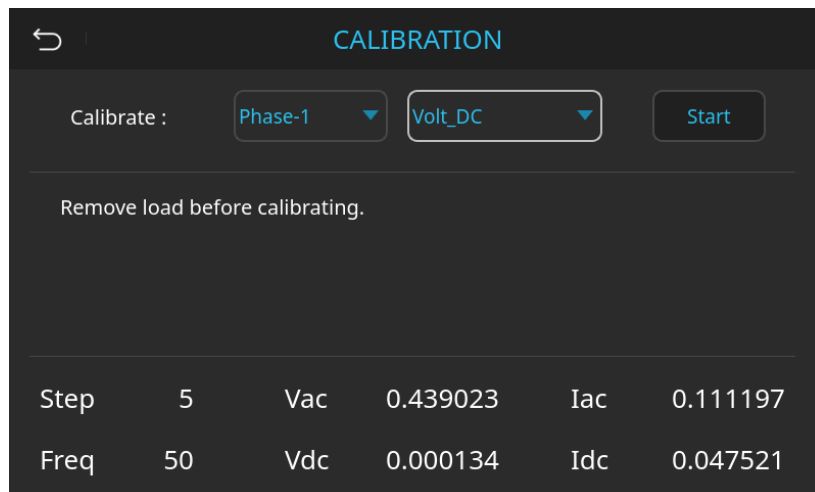 CALIBRATION
Calibrate : Phase-1 Volt_DC Start
Remove load before calibrating.
Step 5 Vac 0.439023 Iac 0.111197
Freq 50 Vdc 0.000134 Idc 0.047521